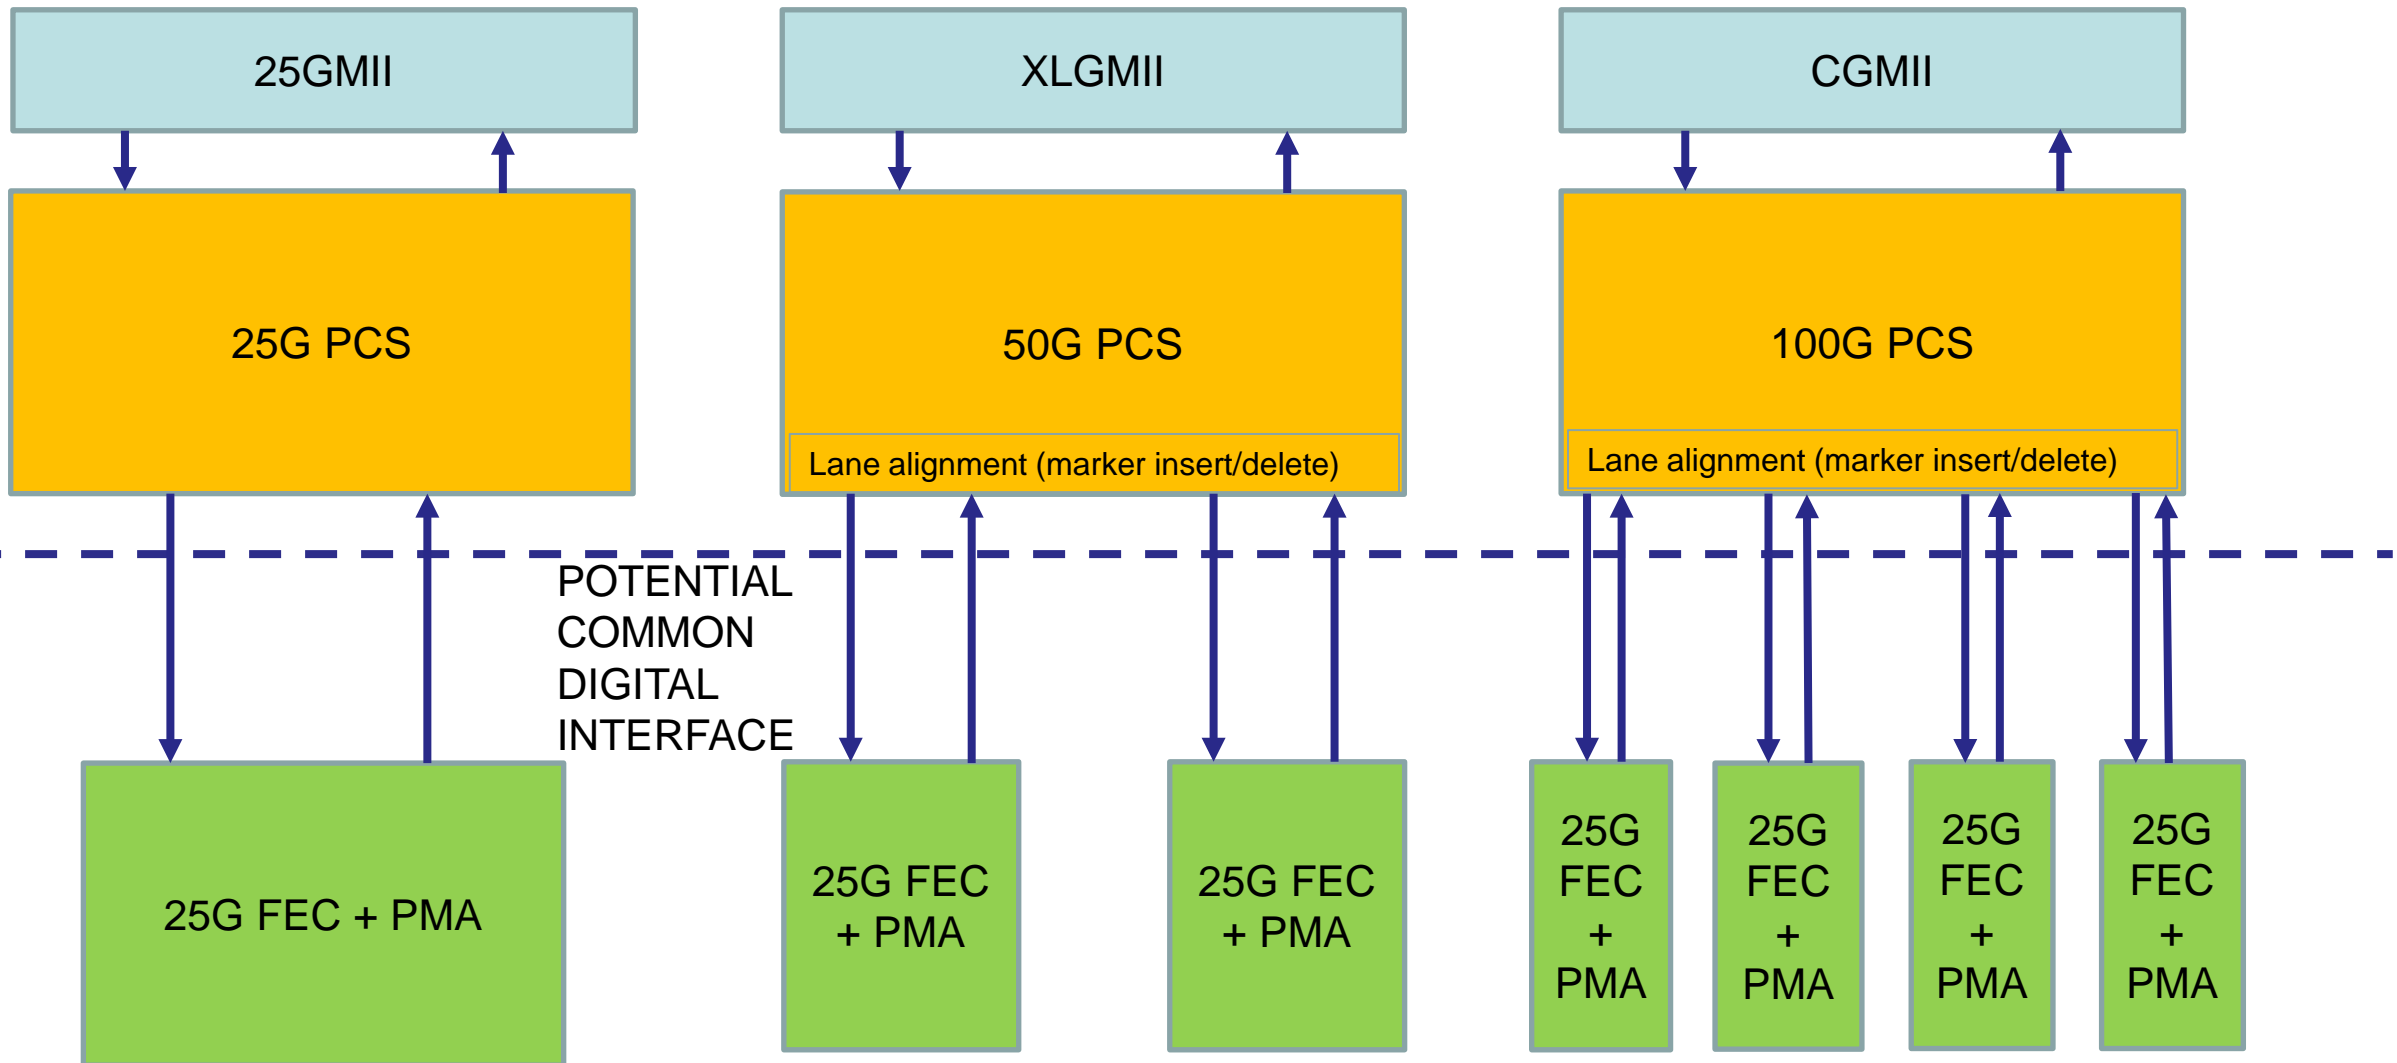 25GMII
XLGMII
CGMII
25G PCS
50G PCS
100G PCS
Lane alignment (marker insert/delete)
Lane alignment (marker insert/delete)
POTENTIAL
COMMON
DIGITAL
INTERFACE
25G FEC + PMA
25G FEC
+ PMA
25G FEC
+ PMA
25G
FEC
+
PMA
25G
FEC
+
PMA
25G
FEC
+
PMA
25G
FEC
+
PMA